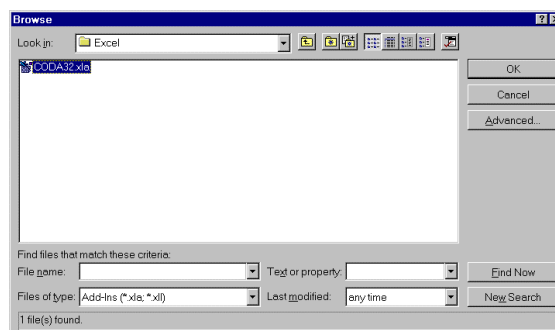 Browse
Look in: Excel
CODA32.xla
OK
Cancel
Advanced...
Find files that match these criteria:
File name: Text or property: Find Now
Files of type: Add-Ins (*.xla; *.xll) Last modified: any time New Search
1 file(s) found.